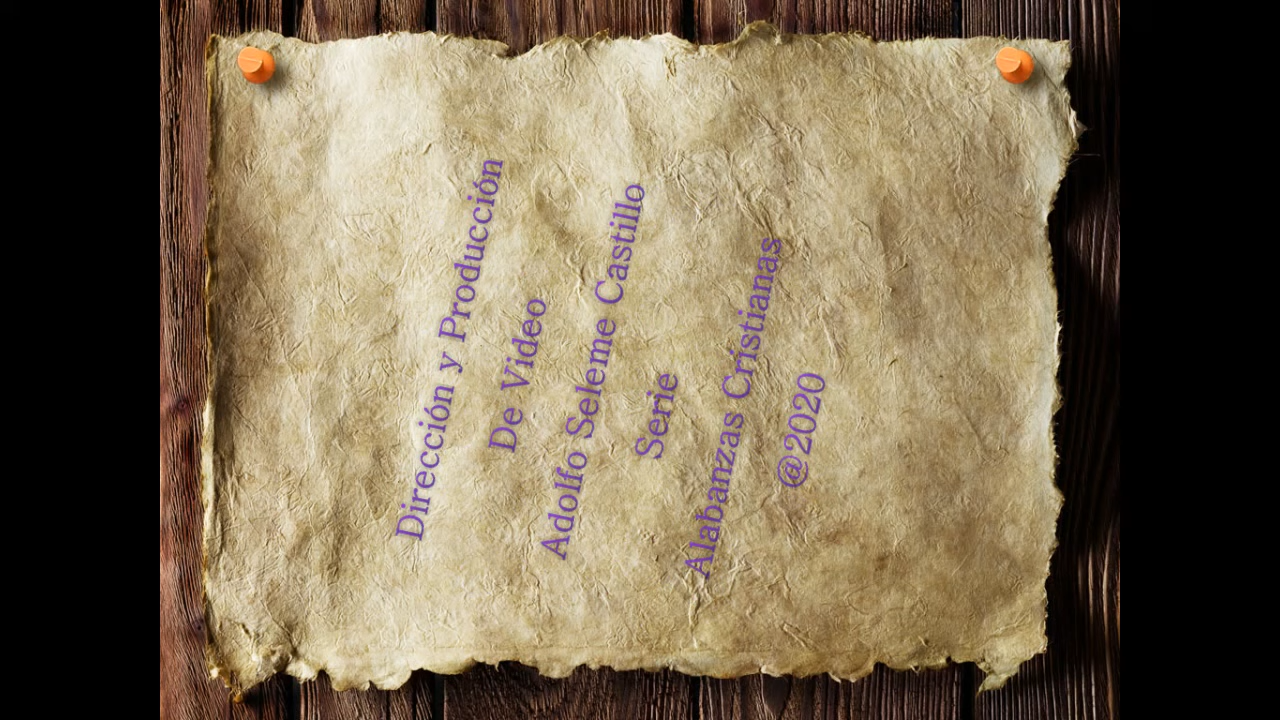 Dirección y Producción
De Video
Adolfo Seleme Castillo
Serie
Alabanzas Cristianas
@2020